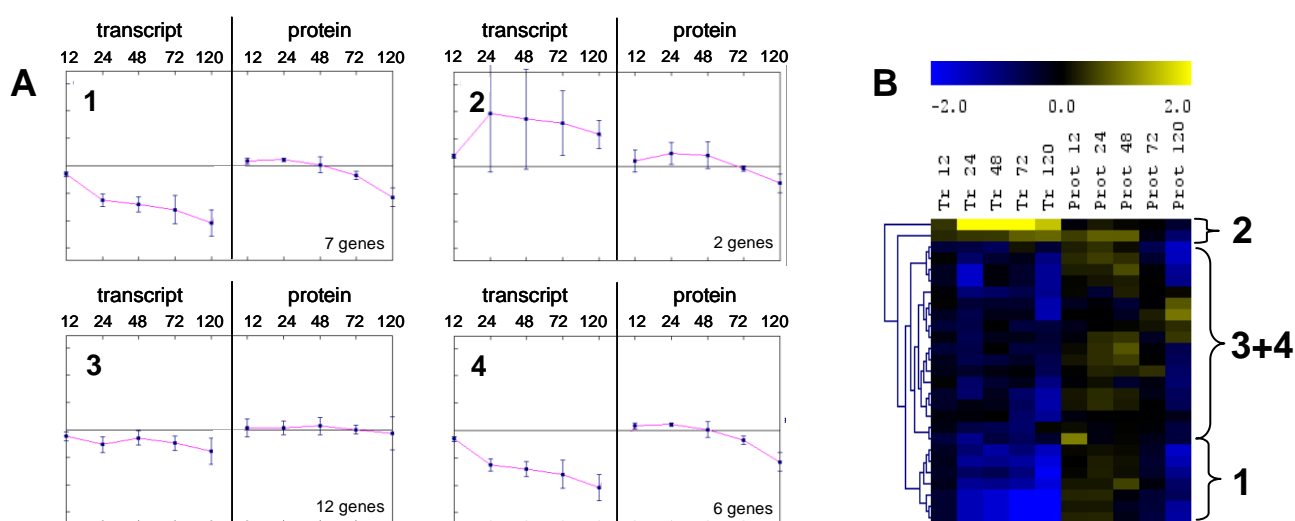 transcript protein
12 24 48 72 120 12 24 48 72 120
A
1
7 genes
transcript protein
12 24 48 72 120 12 24 48 72 120
2
2 genes
transcript protein
12 24 48 72 120 12 24 48 72 120
3
12 genes
transcript protein
12 24 48 72 120 12 24 48 72 120
4
6 genes
B
-2.0 0.0 2.0
Tr 12
Tr 24
Tr 48
Tr 72
Tr 120
Prot 12
Prot 24
Prot 48
Prot 72
Prot 120
2
3+4
1